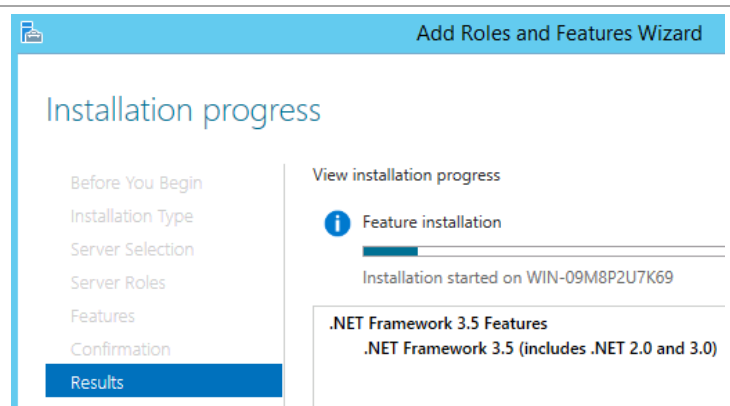 Add Roles and Features Wizard
Installation progress
Before You Begin
Installation Type
Server Selection
Server Roles
Features
Confirmation
Results
View installation progress
Feature installation
Installation started on WIN-09M8P2U7K69
.NET Framework 3.5 Features
.NET Framework 3.5 (includes .NET 2.0 and 3.0)